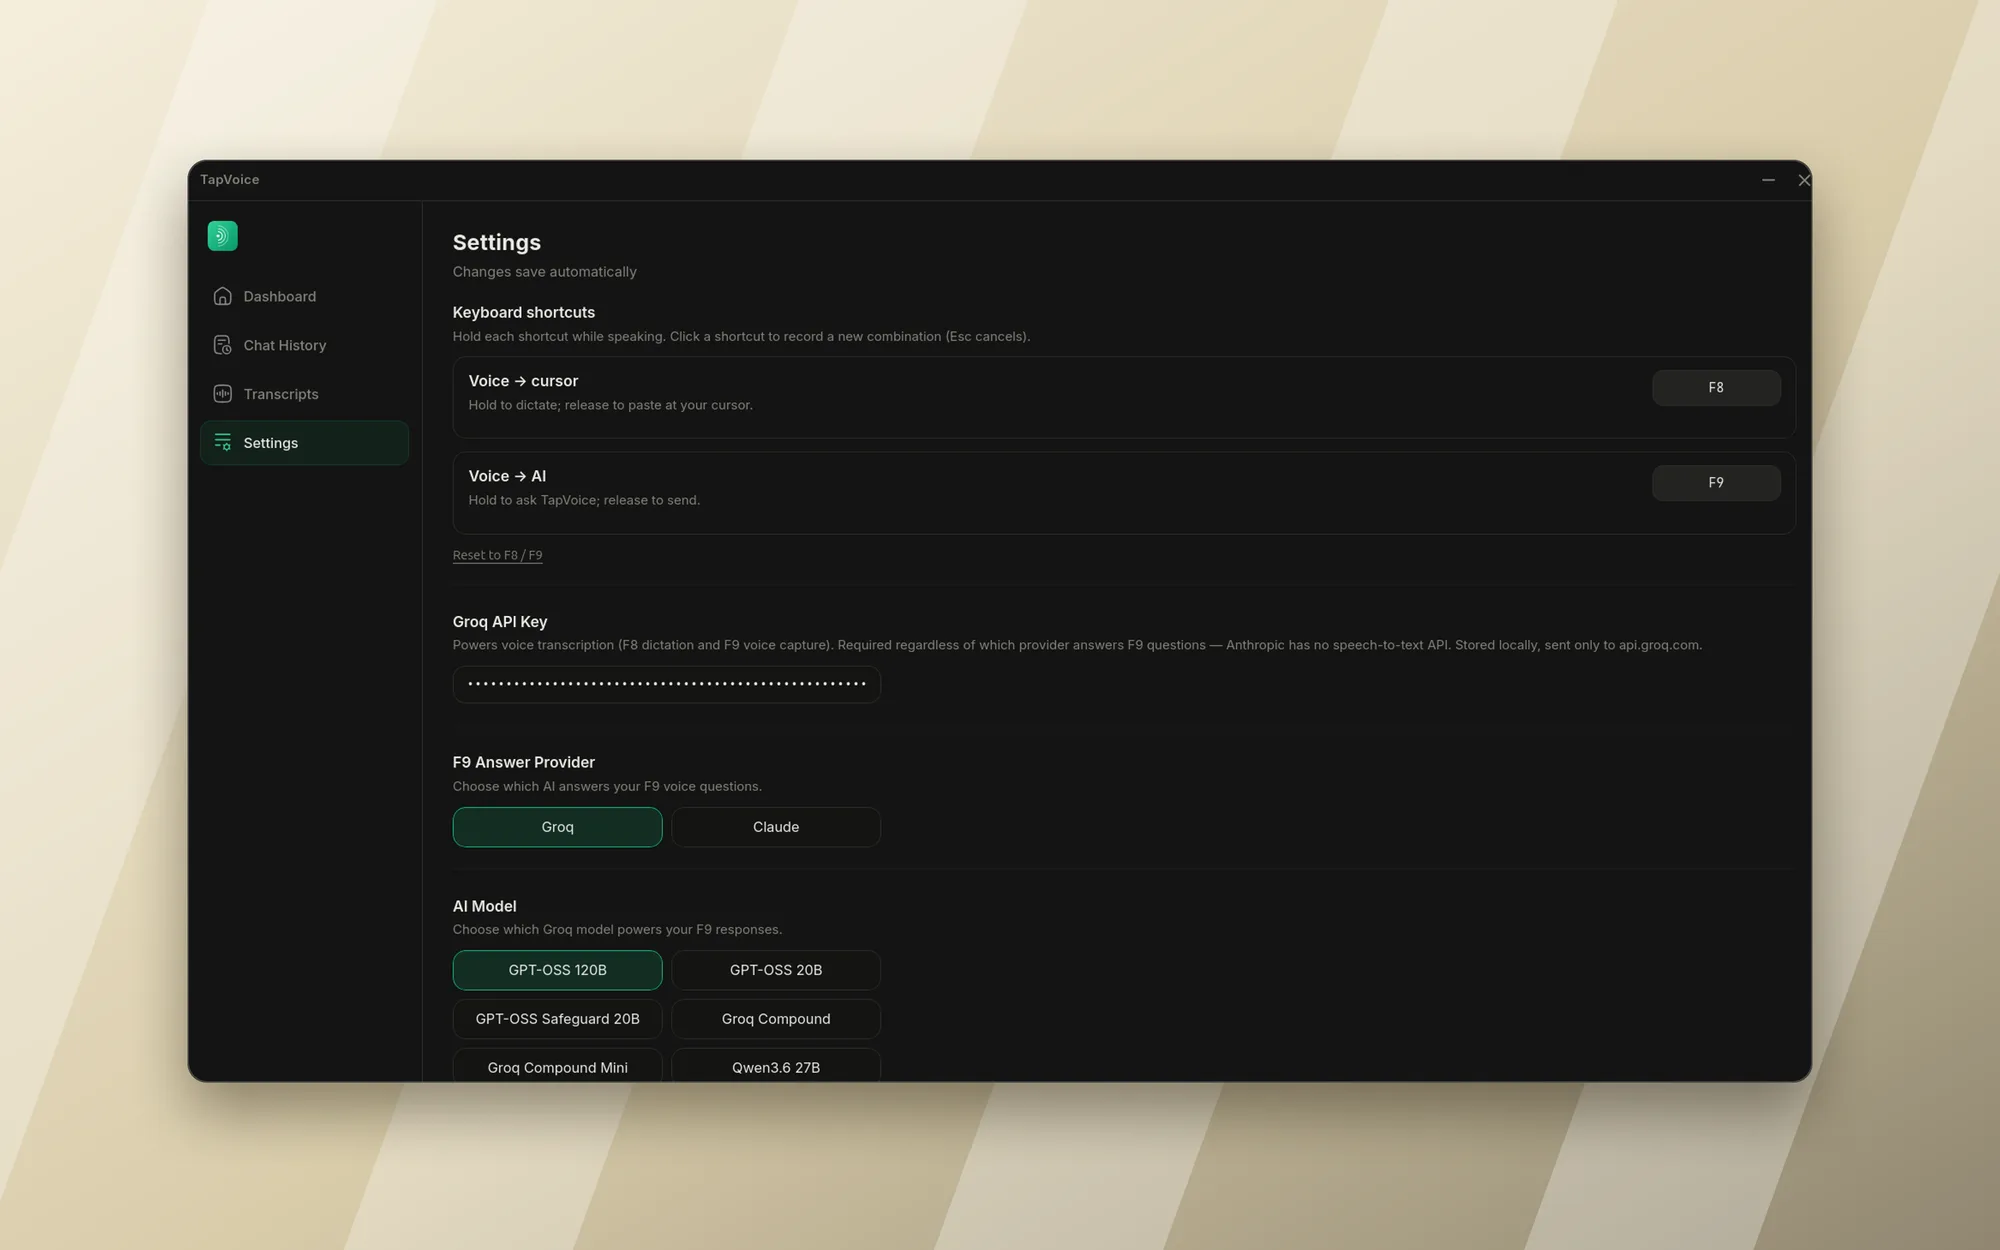 TapVoice
Dashboard
Chat History
Transcripts
Settings
Settings
Changes save automatically
Keyboard shortcuts
Hold each shortcut while speaking. Click a shortcut to record a new combination (Esc cancels).
Voice → cursor
F8
Hold to dictate; release to paste at your cursor.
Voice → AI
F9
Hold to ask TapVoice; release to send.
Reset to F8 / F9
Groq API Key
Powers voice transcription (F8 dictation and F9 voice capture). Required regardless of which provider answers F9 questions — Anthropic has no speech-to-text API. Stored locally, sent only to api.groq.com.
F9 Answer Provider
Choose which AI answers your F9 voice questions.
Groq Claude
AI Model
Choose which Groq model powers your F9 responses.
GPT-OSS 120B GPT-OSS 20B
GPT-OSS Safeguard 20B Groq Compound
Groq Compound Mini Qwen3.6 27B